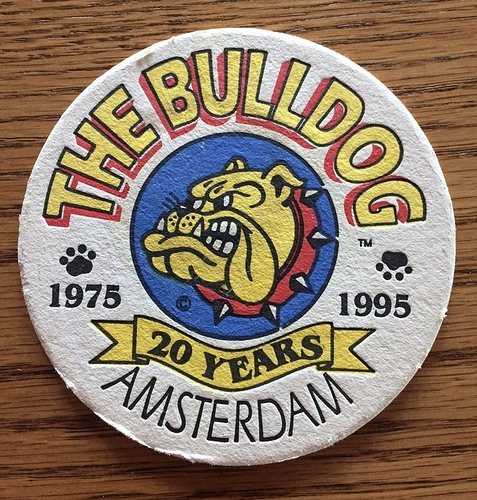 THE BULLDOG
TM
©
1975 1995
20 YEARS
AMSTERDAM